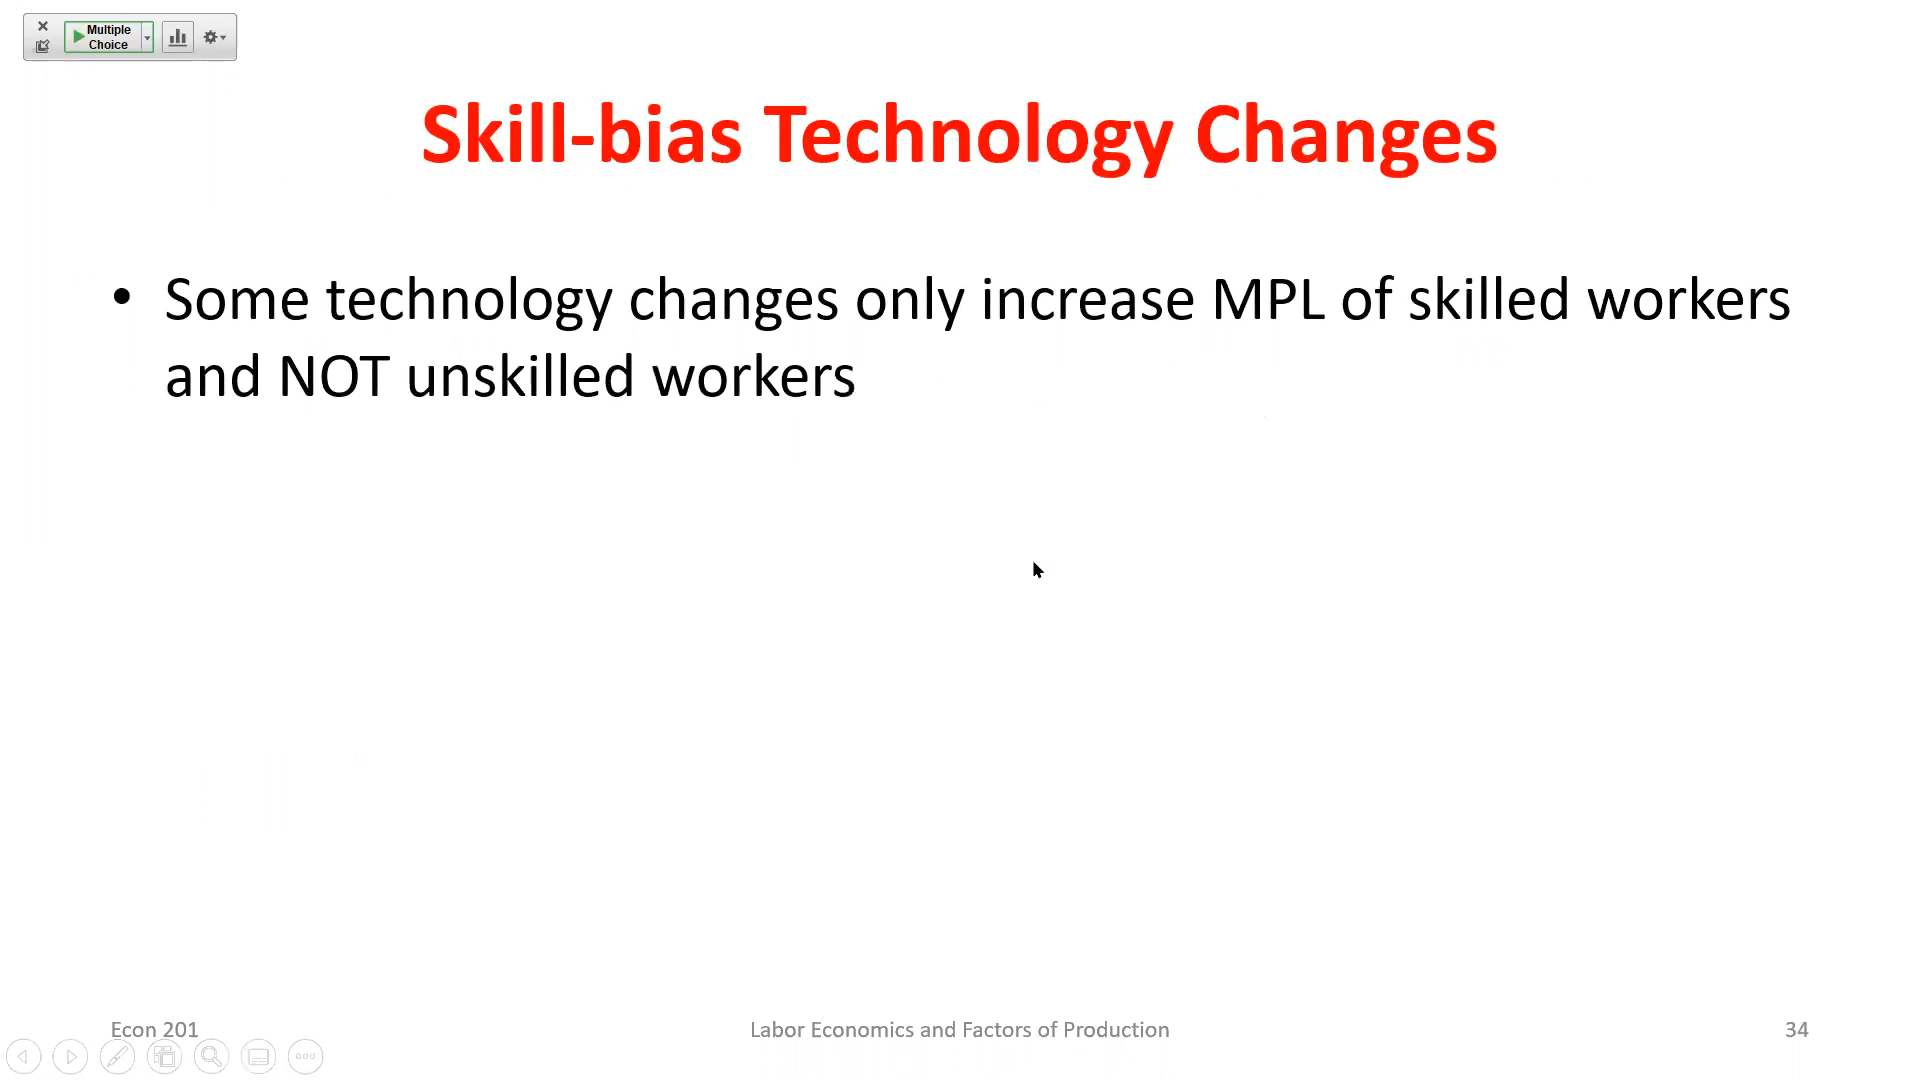 Multiple
Choice
Skill-bias Technology Changes
• Some technology changes only increase MPL of skilled workers
and NOT unskilled workers
Econ 201
Labor Economics and Factors of Production
34